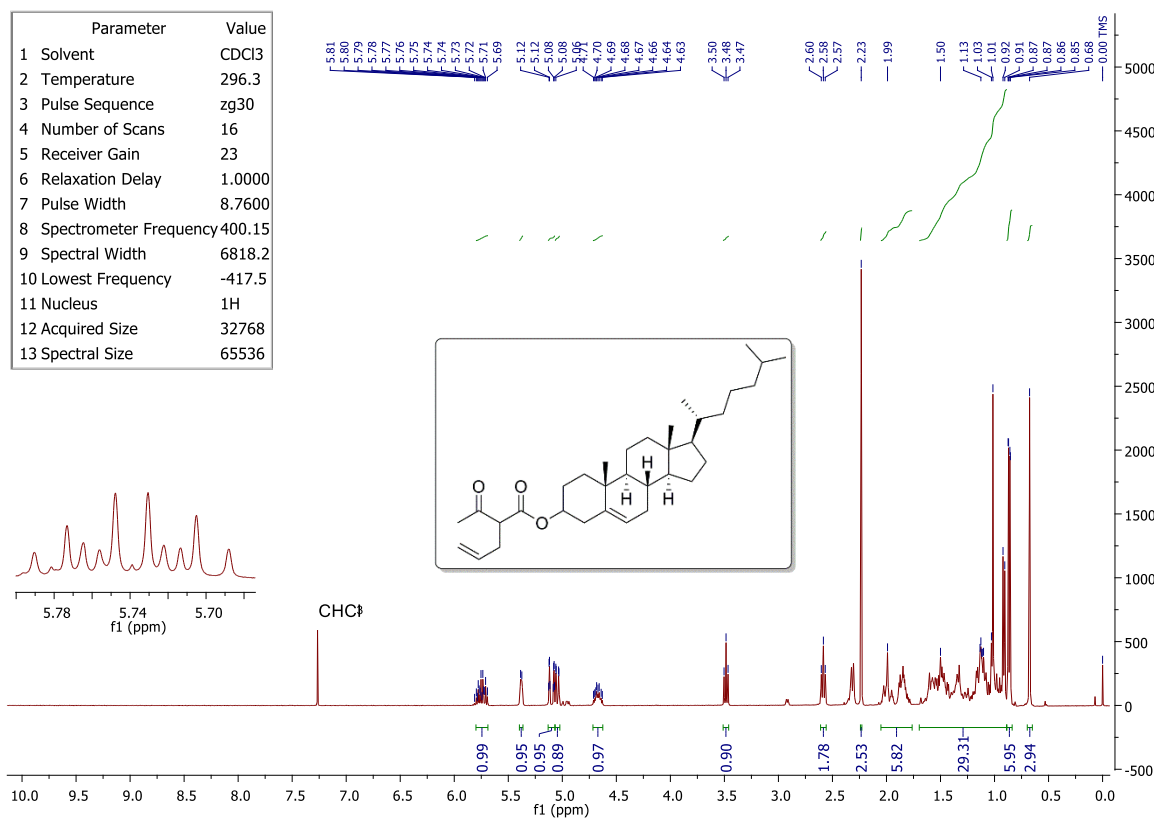 Parameter Value
1 Solvent CDCl3
2 Temperature 296.3
3 Pulse Sequence zg30
4 Number of Scans 16
5 Receiver Gain 23
6 Relaxation Delay 1.0000
7 Pulse Width 8.7600
8 Spectrometer Frequency 400.15
9 Spectral Width 6818.2
10 Lowest Frequency -417.5
11 Nucleus 1H
12 Acquired Size 32768
13 Spectral Size 65536
5.81 5.80 5.79 5.78 5.77 5.76 5.75 5.74 5.74 5.73 5.72 5.71 5.69 5.12 5.12 5.08 5.08 5.06 4.71 4.70 4.69 4.68 4.67 4.66 4.64 4.63 3.50 3.48 3.47 2.60 2.58 2.57 2.23 1.99 1.50 1.13 1.03 1.01 0.92 0.91 0.87 0.87 0.86 0.85 0.68 0.00 TMS
5000
4500
4000
3500
3000
2500
2000
1500
1000
500
0
-500
O O
O
H
H H
5.78 5.74 5.70
f1 (ppm)
0.99 0.95 0.95 0.89 0.97 0.90 1.78 2.53 5.82 29.31 5.95 2.94
10.0 9.5 9.0 8.5 8.0 7.5 7.0 6.5 6.0 5.5 5.0 4.5 4.0 3.5 3.0 2.5 2.0 1.5 1.0 0.5 0.0
f1 (ppm)